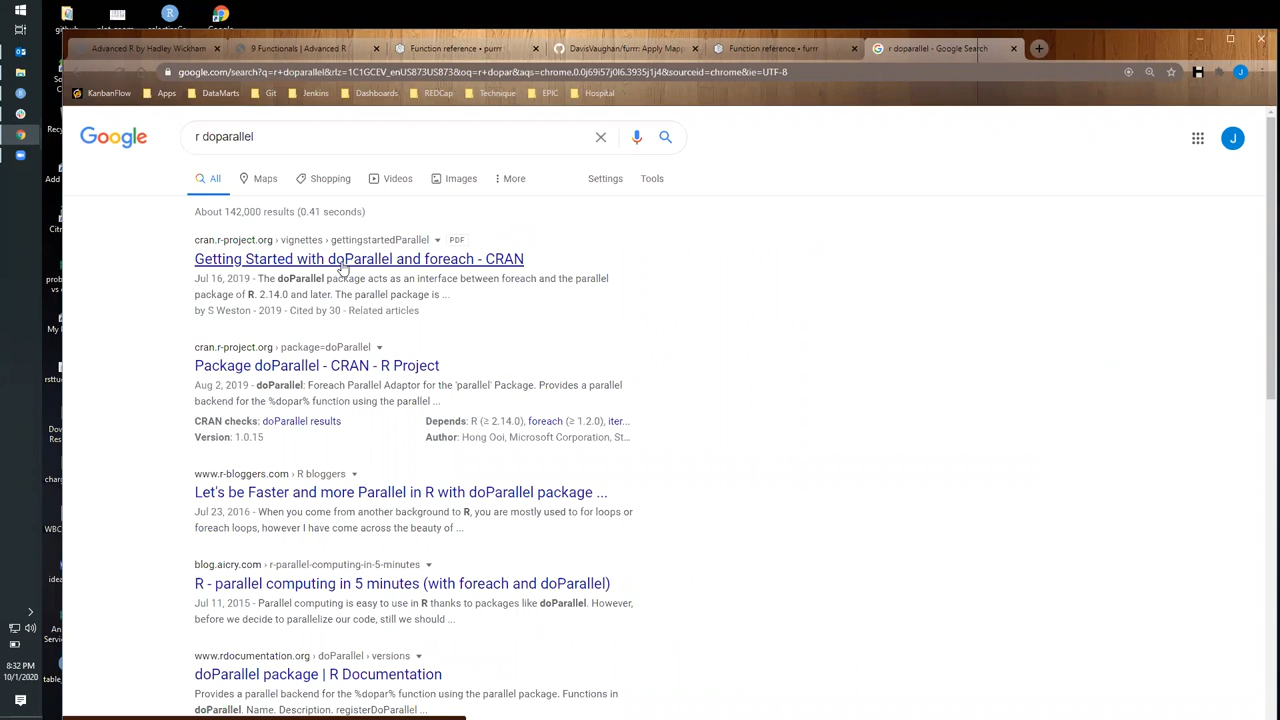 Advanced R by Hadley Wickham
9 Functionals | Advanced R
Function reference • purrr
DavisVaughan/furrr: Apply Mapp
Function reference • furrr
r doparallel - Google Search
google.com/search?q=r+doparallel&rlz=1C1GCEV_enUS873US873&oq=r+dopar&aqs=chrome.0.0j69i57j0l6.3935j1j4&sourceid=chrome&ie=UTF-8
KanbanFlow
Apps
DataMarts
Git
Jenkins
Dashboards
REDCap
Technique
EPIC
Hospital
Google
r doparallel
J
All
Maps
Shopping
Videos
Images
More
Settings
Tools
About 142,000 results (0.41 seconds)
cran.r-project.org › vignettes › gettingstartedParallel PDF
Getting Started with doParallel and foreach - CRAN
Jul 16, 2019 - The doParallel package acts as an interface between foreach and the parallel
package of R. 2.14.0 and later. The parallel package is ...
by S Weston - 2019 - Cited by 30 - Related articles
cran.r-project.org › package=doParallel
Package doParallel - CRAN - R Project
Aug 2, 2019 - doParallel: Foreach Parallel Adaptor for the 'parallel' Package. Provides a parallel
backend for the %dopar% function using the parallel ...
CRAN checks: doParallel results
Depends: R (≥ 2.14.0), foreach (≥ 1.2.0), iter...
Version: 1.0.15
Author: Hong Ooi, Microsoft Corporation, St...
www.r-bloggers.com › R bloggers
Let's be Faster and more Parallel in R with doParallel package ...
Jul 23, 2016 - When you come from another background to R, you are mostly used to for loops or
foreach loops, however I have come across the beauty of ...
blog.aicry.com › r-parallel-computing-in-5-minutes
R - parallel computing in 5 minutes (with foreach and doParallel)
Jul 11, 2015 - Parallel computing is easy to use in R thanks to packages like doParallel. However,
before we decide to parallelize our code, still we should ...
www.rdocumentation.org › doParallel › versions
doParallel package | R Documentation
Provides a parallel backend for the %dopar% function using the parallel package. Functions in
doParallel. Name. Description. registerDoParallel ...
8:32 PM
10/1/2020